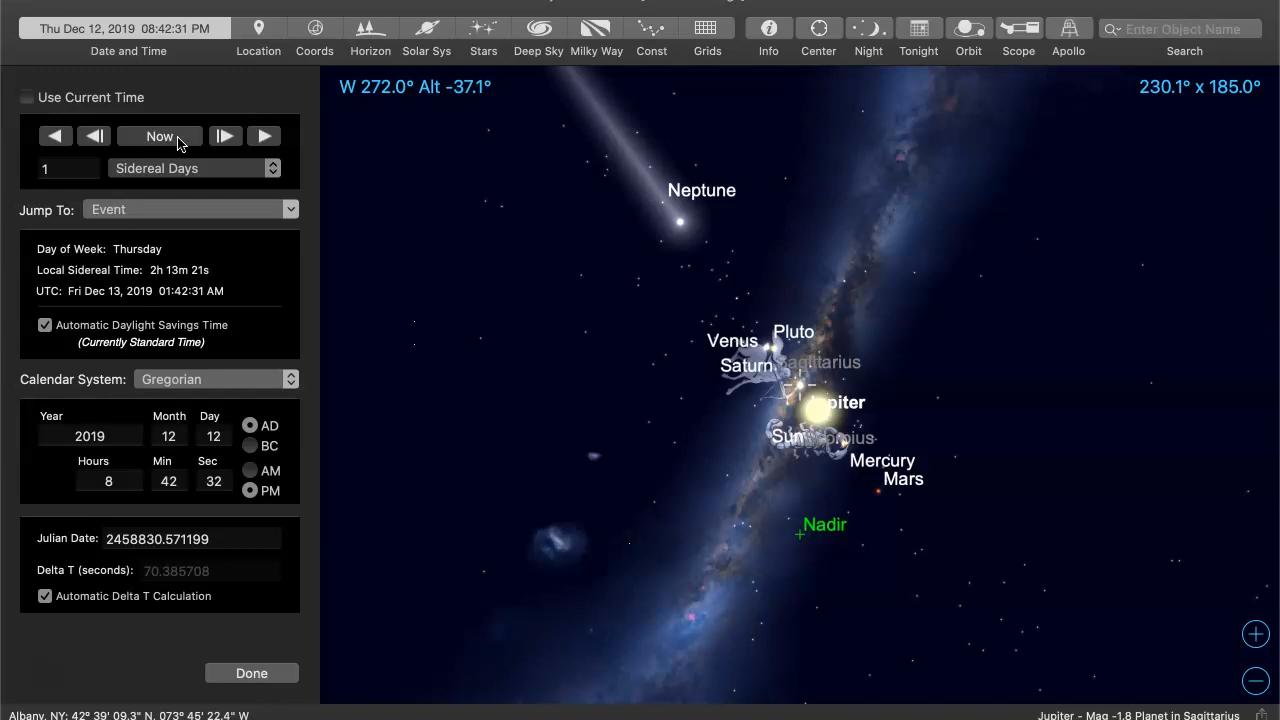 Thu Dec 12, 2019 08:42:31 PM
Enter Object Name
Date and Time
Location
Coords
Horizon
Solar Sys
Stars
Deep Sky
Milky Way
Const
Grids
Info
Center
Night
Tonight
Orbit
Scope
Apollo
Search
Use Current Time
Now
1
Sidereal Days
Jump To: Event
Day of Week: Thursday
Local Sidereal Time: 2h 13m 21s
UTC: Fri Dec 13, 2019 01:42:31 AM
Automatic Daylight Savings Time
(Currently Standard Time)
Calendar System: Gregorian
Year Month Day
2019 12 12
AD
BC
Hours Min Sec
8 42 32
AM
PM
Julian Date: 2458830.571199
Delta T (seconds): 70.385708
Automatic Delta T Calculation
Done
W 272.0° Alt -37.1°
230.1° x 185.0°
Neptune
Venus
Pluto
Saturn
Sagittarius
Sun
Mercury
Mars
Nadir
Albany, NY; 42° 39' 09.3" N, 073° 45' 22.4" W
Jupiter - Mag -1.8 Planet in Sagittarius